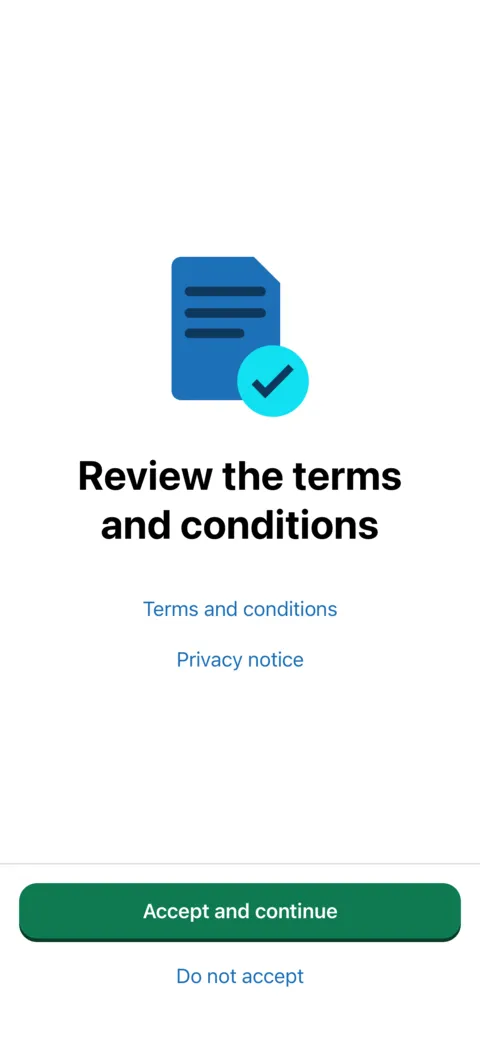 Review the terms
and conditions
Terms and conditions
Privacy notice
Accept and continue
Do not accept